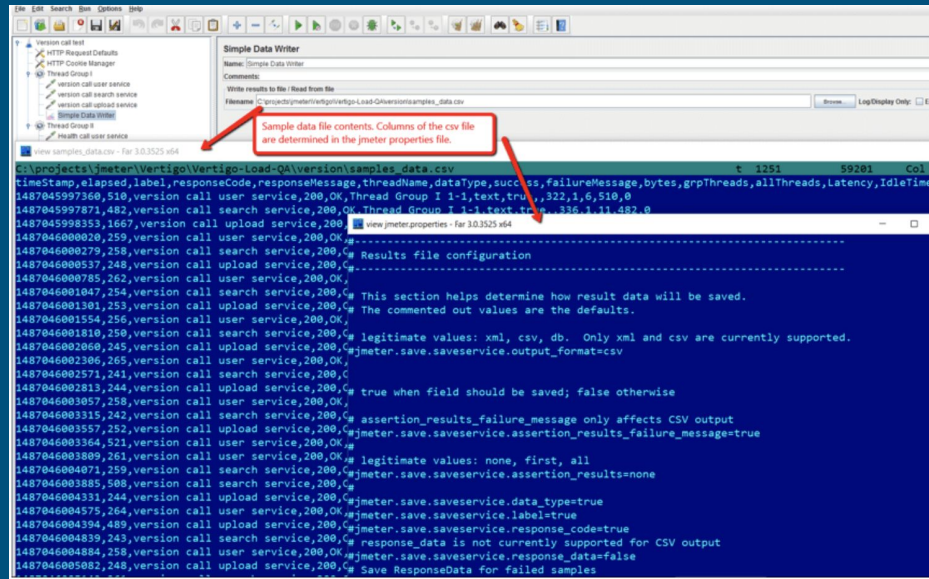 File Edit Search Run Options Help
Version call test
HTTP Request Defaults
HTTP Cookie Manager
Thread Group I
version call user service
version call search service
version call upload service
Simple Data Writer
Thread Group II
Health call user service
Simple Data Writer
Name: Simple Data Writer
Comments:
Write results to file / Read from file
Filename C:\projects\jmeter\Vertigo\Vertigo-Load-QA\version\samples_data.csv
Browse... Log/Display Only:
Sample data file contents. Columns of the csv file
are determined in the jmeter properties file.
view samples_data.csv - Far 3.0.3525 x64
C:\projects\jmeter\Vertigo\Vertigo-Load-QA\version\samples_data.csv t 1251 59201 Col
timeStamp,elapsed,label,responseCode,responseMessage,threadName,dataType,success,failureMessage,bytes,grpThreads,allThreads,Latency,IdleTime
1487045997360,510,version call user service,200,OK,Thread Group I 1-1,text,true,,322,1,6,510,0
1487045997871,482,version call search service,200,OK,Thread Group I 1-1,text,true,,336,1,11,482,0
1487045998353,1667,version call upload service,200,
1487046000020,259,version call user service,200,OK,
1487046000279,258,version call search service,200,
1487046000537,248,version call upload service,200,
1487046000785,262,version call user service,200,OK,
1487046001047,254,version call search service,200,
1487046001301,253,version call upload service,200,
1487046001554,256,version call user service,200,OK,
1487046001810,250,version call search service,200,
1487046002060,245,version call upload service,200,
1487046002306,265,version call user service,200,OK,
1487046002571,241,version call search service,200,
1487046002813,244,version call upload service,200,
1487046003057,258,version call user service,200,OK,
1487046003315,242,version call search service,200,
1487046003557,252,version call upload service,200,
1487046003364,521,version call user service,200,OK,
1487046003809,261,version call user service,200,OK,
1487046004071,259,version call search service,200,
1487046003885,508,version call search service,200,
1487046004331,244,version call upload service,200,
1487046004575,264,version call user service,200,OK,
1487046004394,489,version call upload service,200,
1487046004839,243,version call search service,200,
1487046004884,258,version call user service,200,OK,
1487046005082,248,version call upload service,200,
view jmeter.properties - Far 3.0.3525 x64
#---------------------------------------------------------------------------
# Results file configuration
#---------------------------------------------------------------------------
# This section helps determine how result data will be saved.
# The commented out values are the defaults.
# legitimate values: xml, csv, db. Only xml and csv are currently supported.
#jmeter.save.saveservice.output_format=csv
# true when field should be saved; false otherwise
# assertion_results_failure_message only affects CSV output
#jmeter.save.saveservice.assertion_results_failure_message=true
#
# legitimate values: none, first, all
#jmeter.save.saveservice.assertion_results=none
#
#jmeter.save.saveservice.data_type=true
#jmeter.save.saveservice.label=true
#jmeter.save.saveservice.response_code=true
# response_data is not currently supported for CSV output
#jmeter.save.saveservice.response_data=false
# Save ResponseData for failed samples